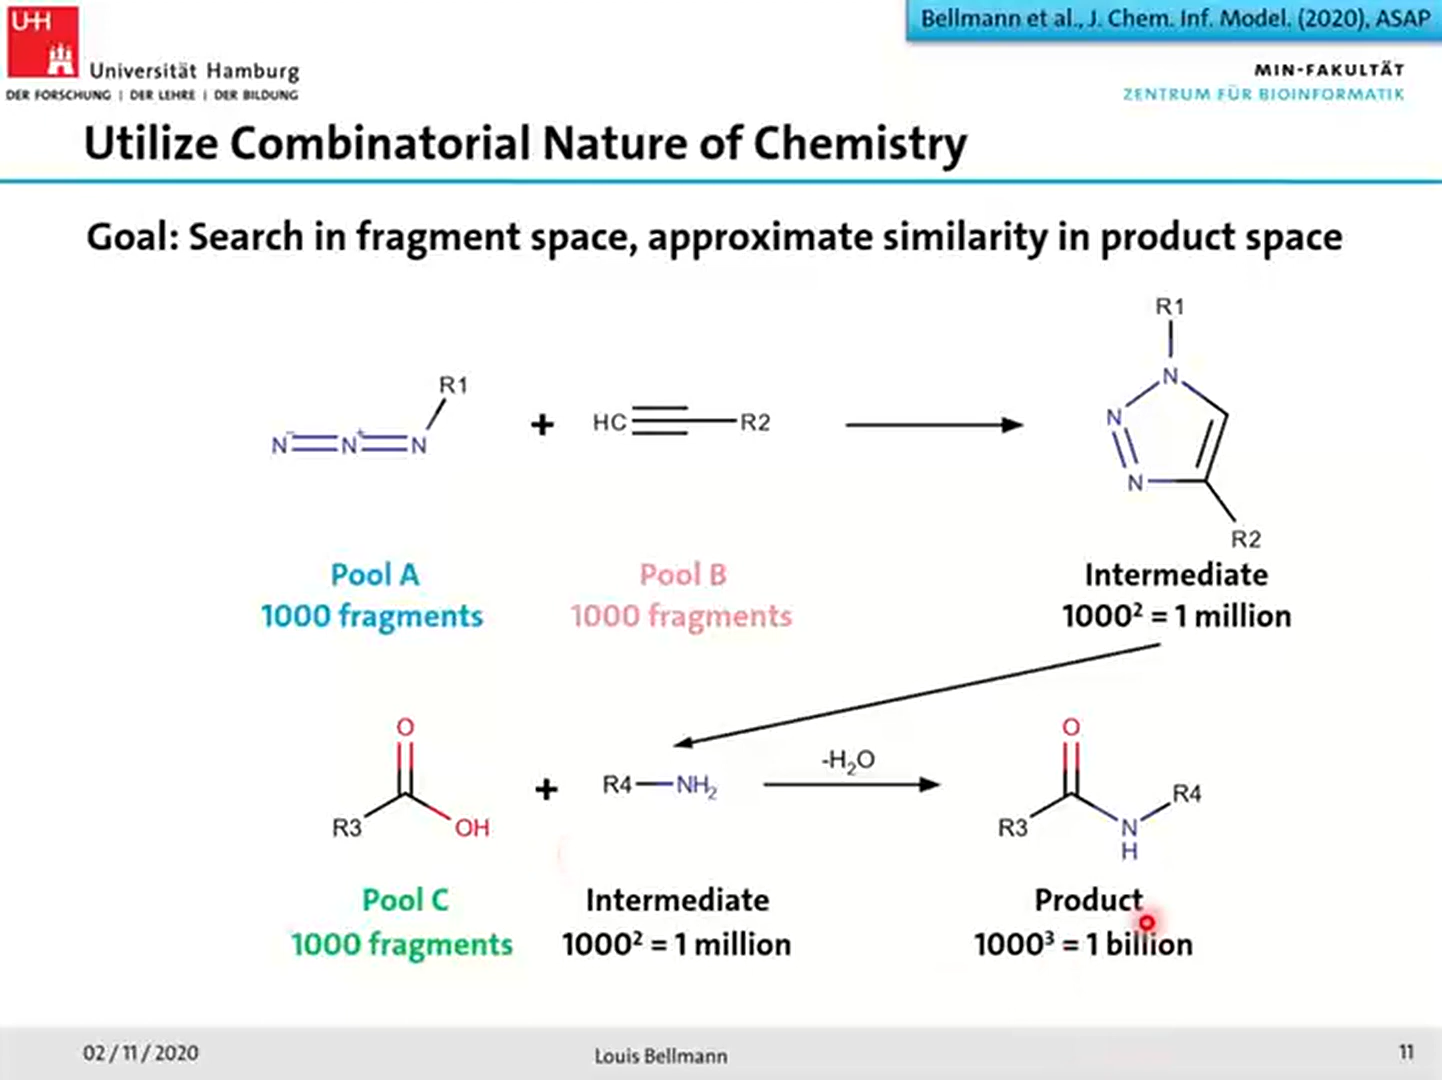 UHH
Bellmann et al., J. Chem. Inf. Model. (2020), ASAP
Universität Hamburg
DER FORSCHUNG | DER LEHRE | DER BILDUNG
MIN-FAKULTÄT
ZENTRUM FÜR BIOINFORMATIK
Utilize Combinatorial Nature of Chemistry
Goal: Search in fragment space, approximate similarity in product space
R1
N⁻ N⁺ N
+
HC R2
R1
N
N
N
R2
Pool A
1000 fragments
Pool B
1000 fragments
Intermediate
1000² = 1 million
O
R3 OH
+
R4 NH₂
-H₂O
O
R3 N R4
H
Pool C
1000 fragments
Intermediate
1000² = 1 million
Product
1000³ = 1 billion
02 / 11 / 2020
Louis Bellmann
11